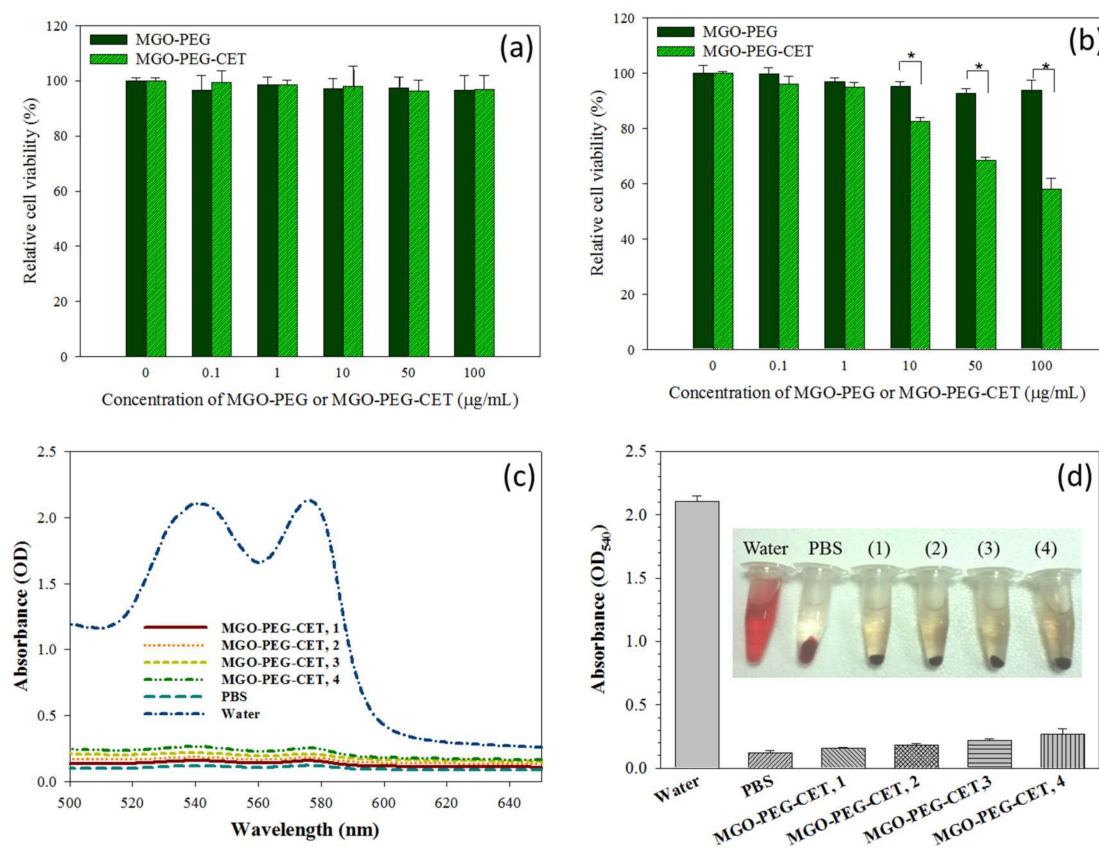 (a)
MGO-PEG
MGO-PEG-CET
Relative cell viability (%)
120
100
80
60
40
20
0
0 0.1 1 10 50 100
Concentration of MGO-PEG or MGO-PEG-CET (μg/mL)
(b)
MGO-PEG
MGO-PEG-CET
* * *
Relative cell viability (%)
120
100
80
60
40
20
0
0 0.1 1 10 50 100
Concentration of MGO-PEG or MGO-PEG-CET (μg/mL)
(c)
Absorbance (OD)
2.5
2.0
1.5
1.0
0.5
0.0
MGO-PEG-CET, 1
MGO-PEG-CET, 2
MGO-PEG-CET, 3
MGO-PEG-CET, 4
PBS
Water
500 520 540 560 580 600 620 640
Wavelength (nm)
(d)
Absorbance (OD540)
2.5
2.0
1.5
1.0
0.5
0.0
Water PBS (1) (2) (3) (4)
Water
PBS
MGO-PEG-CET, 1
MGO-PEG-CET, 2
MGO-PEG-CET,3
MGO-PEG-CET, 4